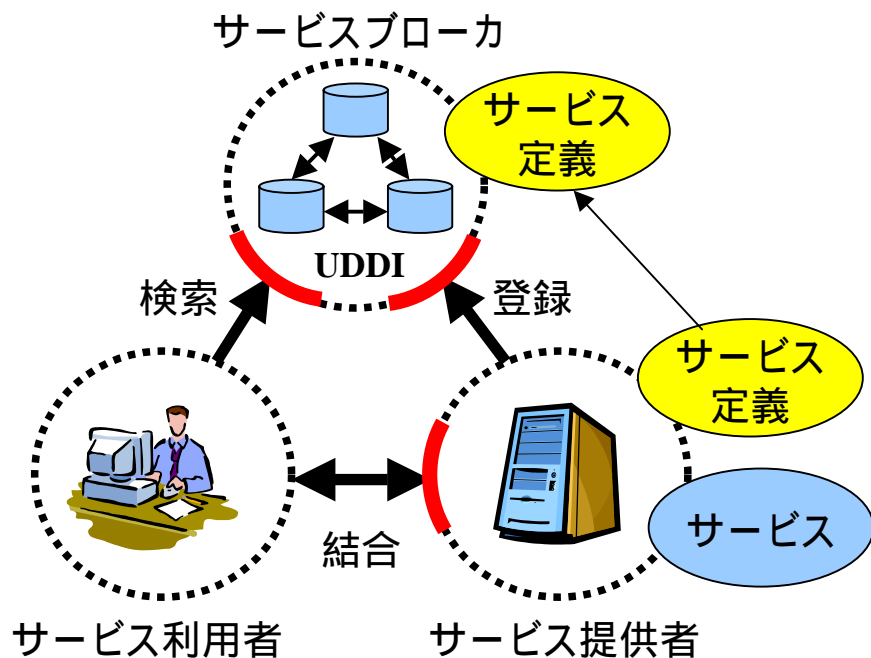 サービスブローカ
サービス
定義
UDDI
検索
登録
サービス
定義
サービス
結合
サービス利用者
サービス提供者